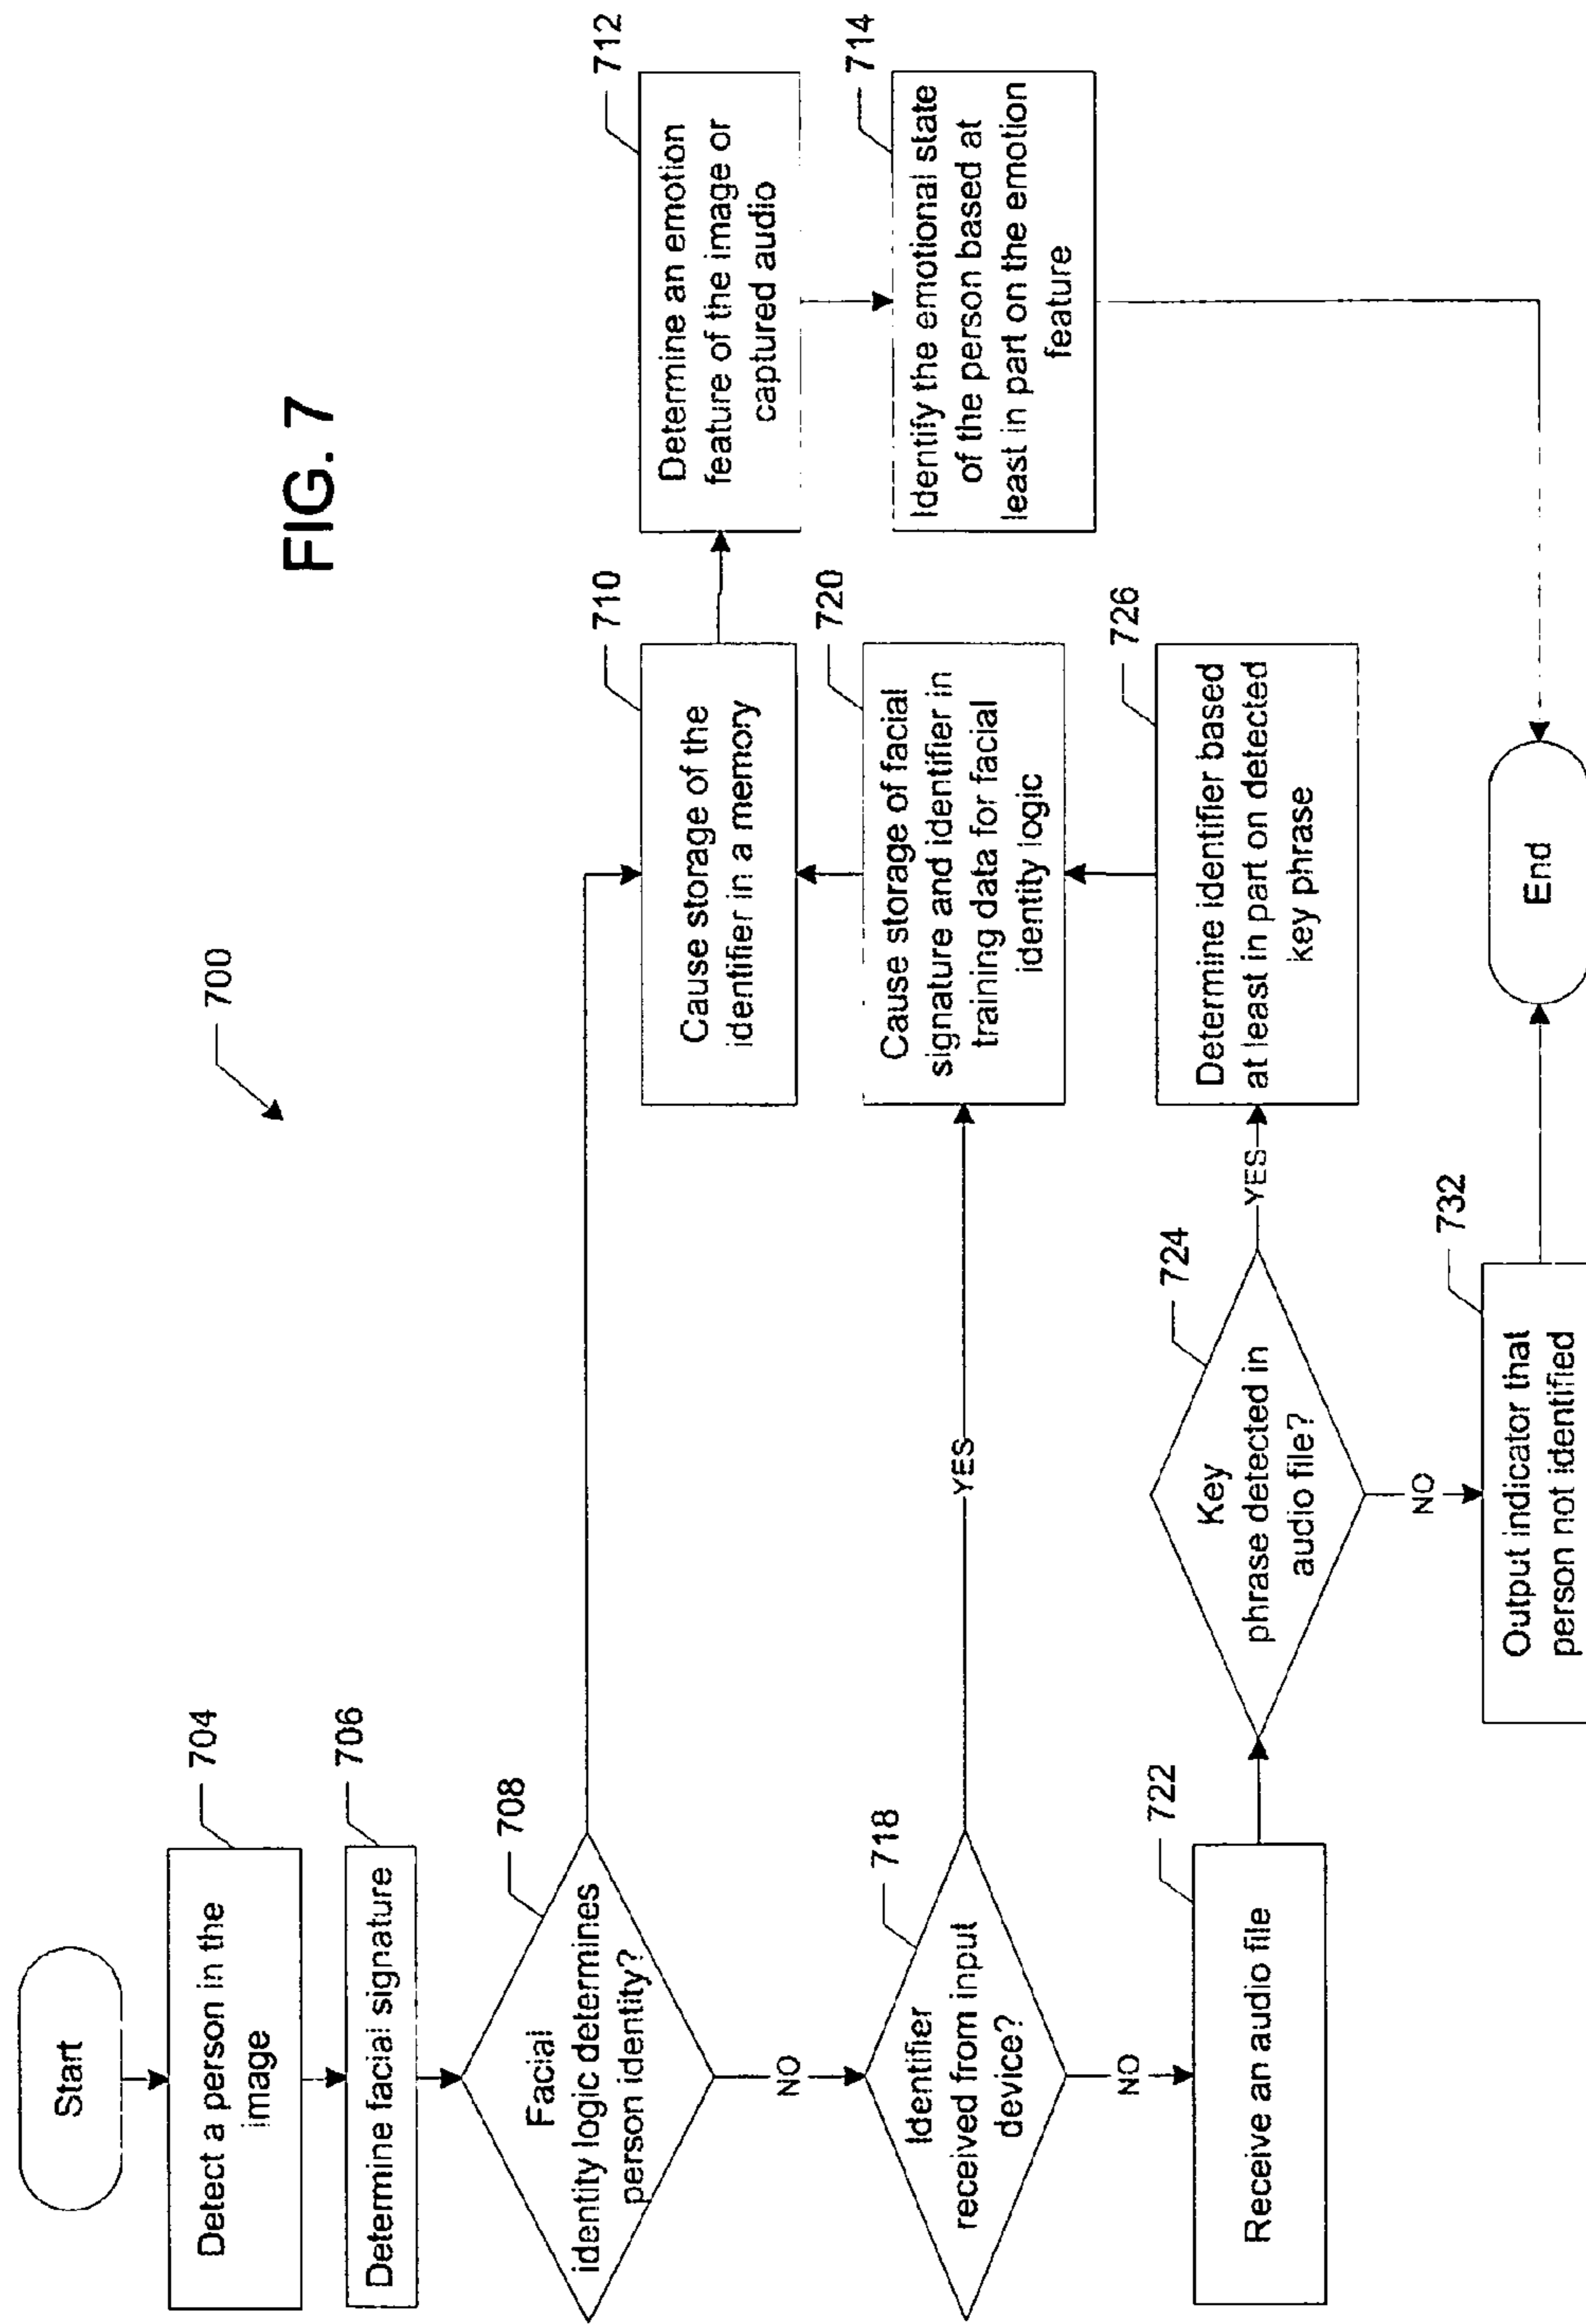 FIG. 7
700
Start
704
Detect a person in the
image
706
Determine facial signature
708
Facial
identity logic determines
person identity?
NO
710
Cause storage of the
identifier in a memory
712
Determine an emotion
feature of the image or
captured audio
714
Identify the emotional state
of the person based at
least in part on the emotion
feature
718
Identifier
received from input
device?
YES
NO
720
Cause storage of facial
signature and identifier in
training data for facial
identity logic
722
Receive an audio file
724
Key
phrase detected in
audio file?
YES
NO
726
Determine identifier based
at least in part on detected
key phrase
732
Output indicator that
person not identified
End